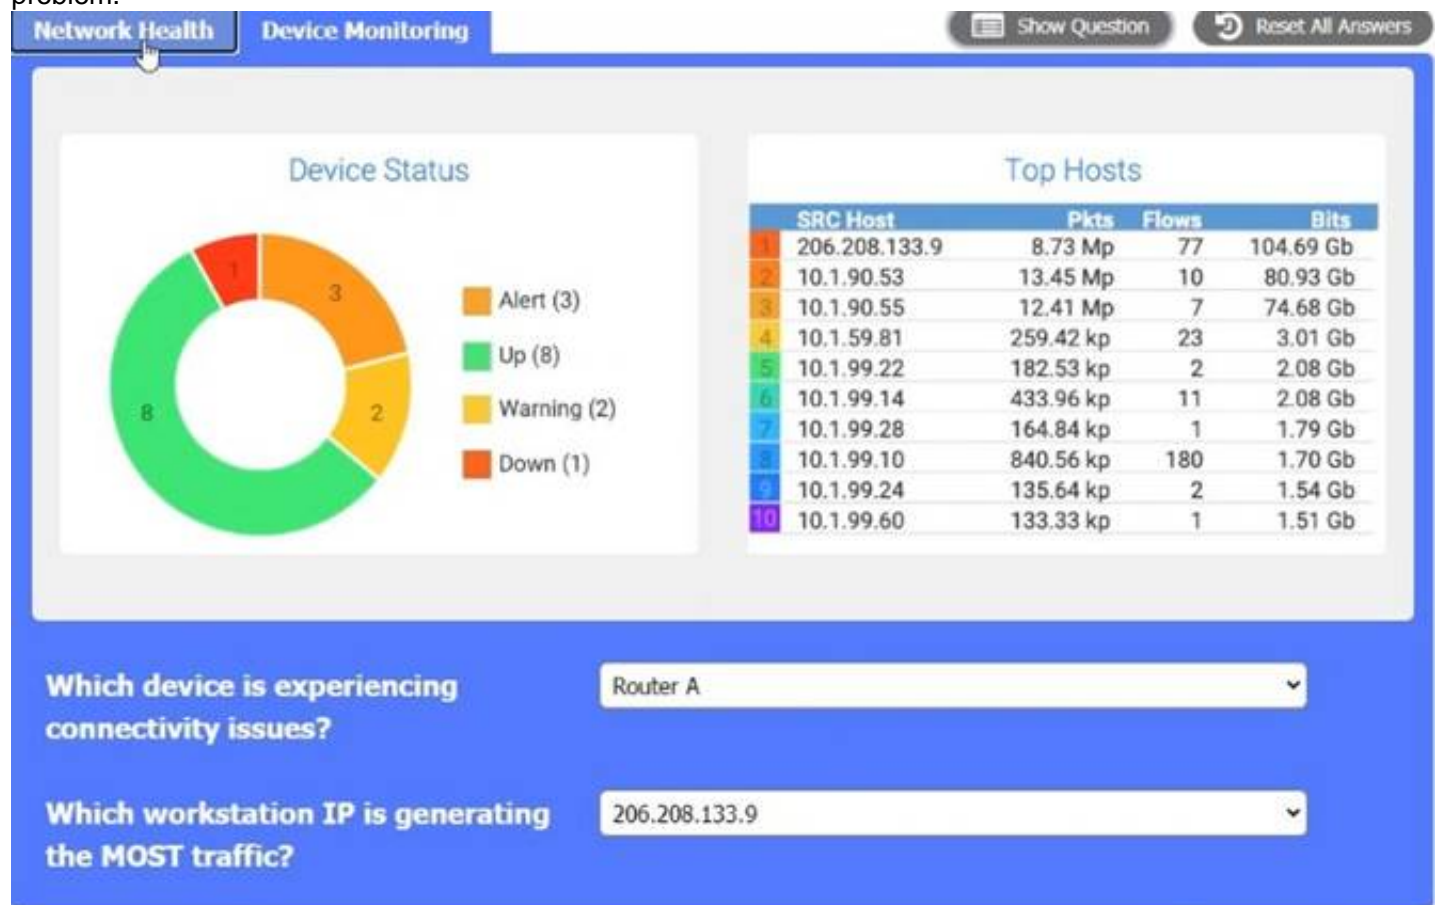 problem.
Network Health Device Monitoring Show Question Reset All Answers
Device Status
1
3
8
2
Alert (3)
Up (8)
Warning (2)
Down (1)
Top Hosts
SRC Host Pkts Flows Bits
1 206.208.133.9 8.73 Mp 77 104.69 Gb
2 10.1.90.53 13.45 Mp 10 80.93 Gb
3 10.1.90.55 12.41 Mp 7 74.68 Gb
4 10.1.59.81 259.42 kp 23 3.01 Gb
5 10.1.99.22 182.53 kp 2 2.08 Gb
6 10.1.99.14 433.96 kp 11 2.08 Gb
7 10.1.99.28 164.84 kp 1 1.79 Gb
8 10.1.99.10 840.56 kp 180 1.70 Gb
9 10.1.99.24 135.64 kp 2 1.54 Gb
10 10.1.99.60 133.33 kp 1 1.51 Gb
Which device is experiencing
connectivity issues?
Router A
Which workstation IP is generating
the MOST traffic?
206.208.133.9